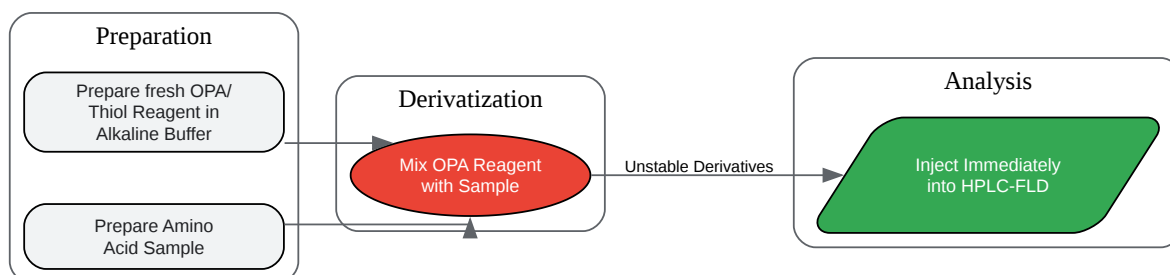 Preparation
Prepare fresh OPA/
Thiol Reagent in
Alkaline Buffer
Prepare Amino
Acid Sample
Derivatization
Mix OPA Reagent
with Sample
Unstable Derivatives
Analysis
Inject Immediately
into HPLC-FLD